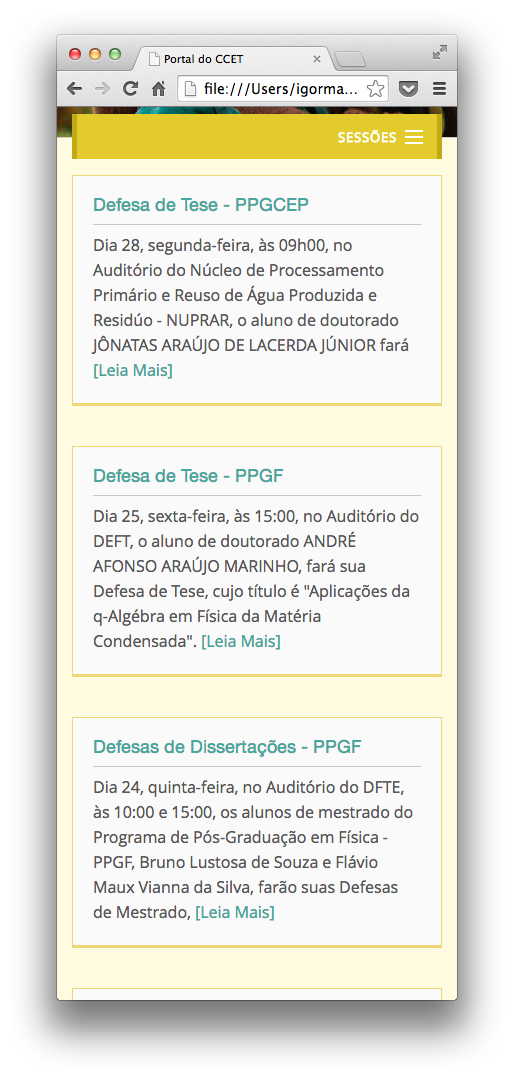 Portal do CCET
file:///Users/igorma...
SESSÕES
Defesa de Tese - PPGCEP
Dia 28, segunda-feira, às 09h00, no
Auditório do Núcleo de Processamento
Primário e Reuso de Água Produzida e
Residúo - NUPRAR, o aluno de doutorado
JÔNATAS ARAÚJO DE LACERDA JÚNIOR fará
[Leia Mais]
Defesa de Tese - PPGF
Dia 25, sexta-feira, às 15:00, no Auditório do
DEFT, o aluno de doutorado ANDRÉ
AFONSO ARAÚJO MARINHO, fará sua
Defesa de Tese, cujo título é "Aplicações da
q-Algébra em Física da Matéria
Condensada". [Leia Mais]
Defesas de Dissertações - PPGF
Dia 24, quinta-feira, no Auditório do DFTE,
às 10:00 e 15:00, os alunos de mestrado do
Programa de Pós-Graduação em Física -
PPGF, Bruno Lustosa de Souza e Flávio
Maux Vianna da Silva, farão suas Defesas
de Mestrado, [Leia Mais]